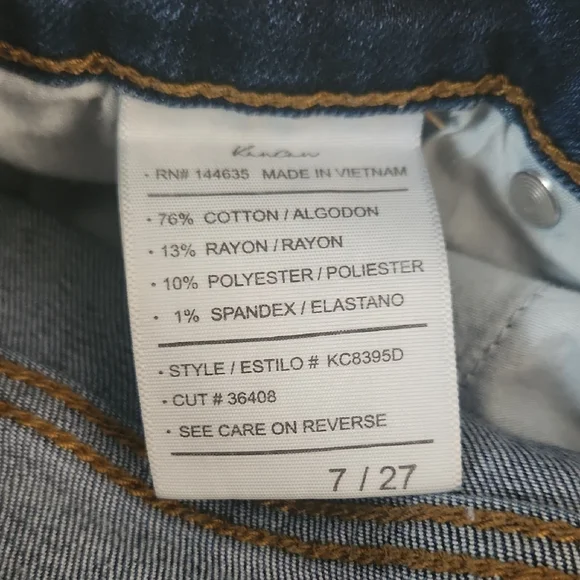 KanCan
• RN# 144635 MADE IN VIETNAM
• 76% COTTON / ALGODON
• 13% RAYON / RAYON
• 10% POLYESTER / POLIESTER
• 1% SPANDEX / ELASTANO
• STYLE / ESTILO # KC8395D
• CUT # 36408
• SEE CARE ON REVERSE
7 / 27